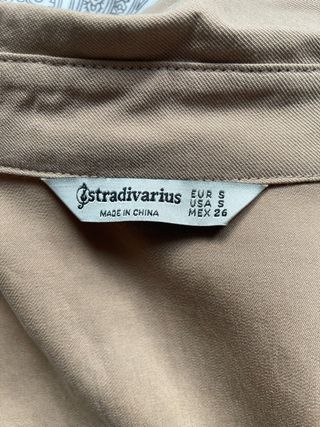 stradivarius
MADE IN CHINA
EUR S
USA S
MEX 26